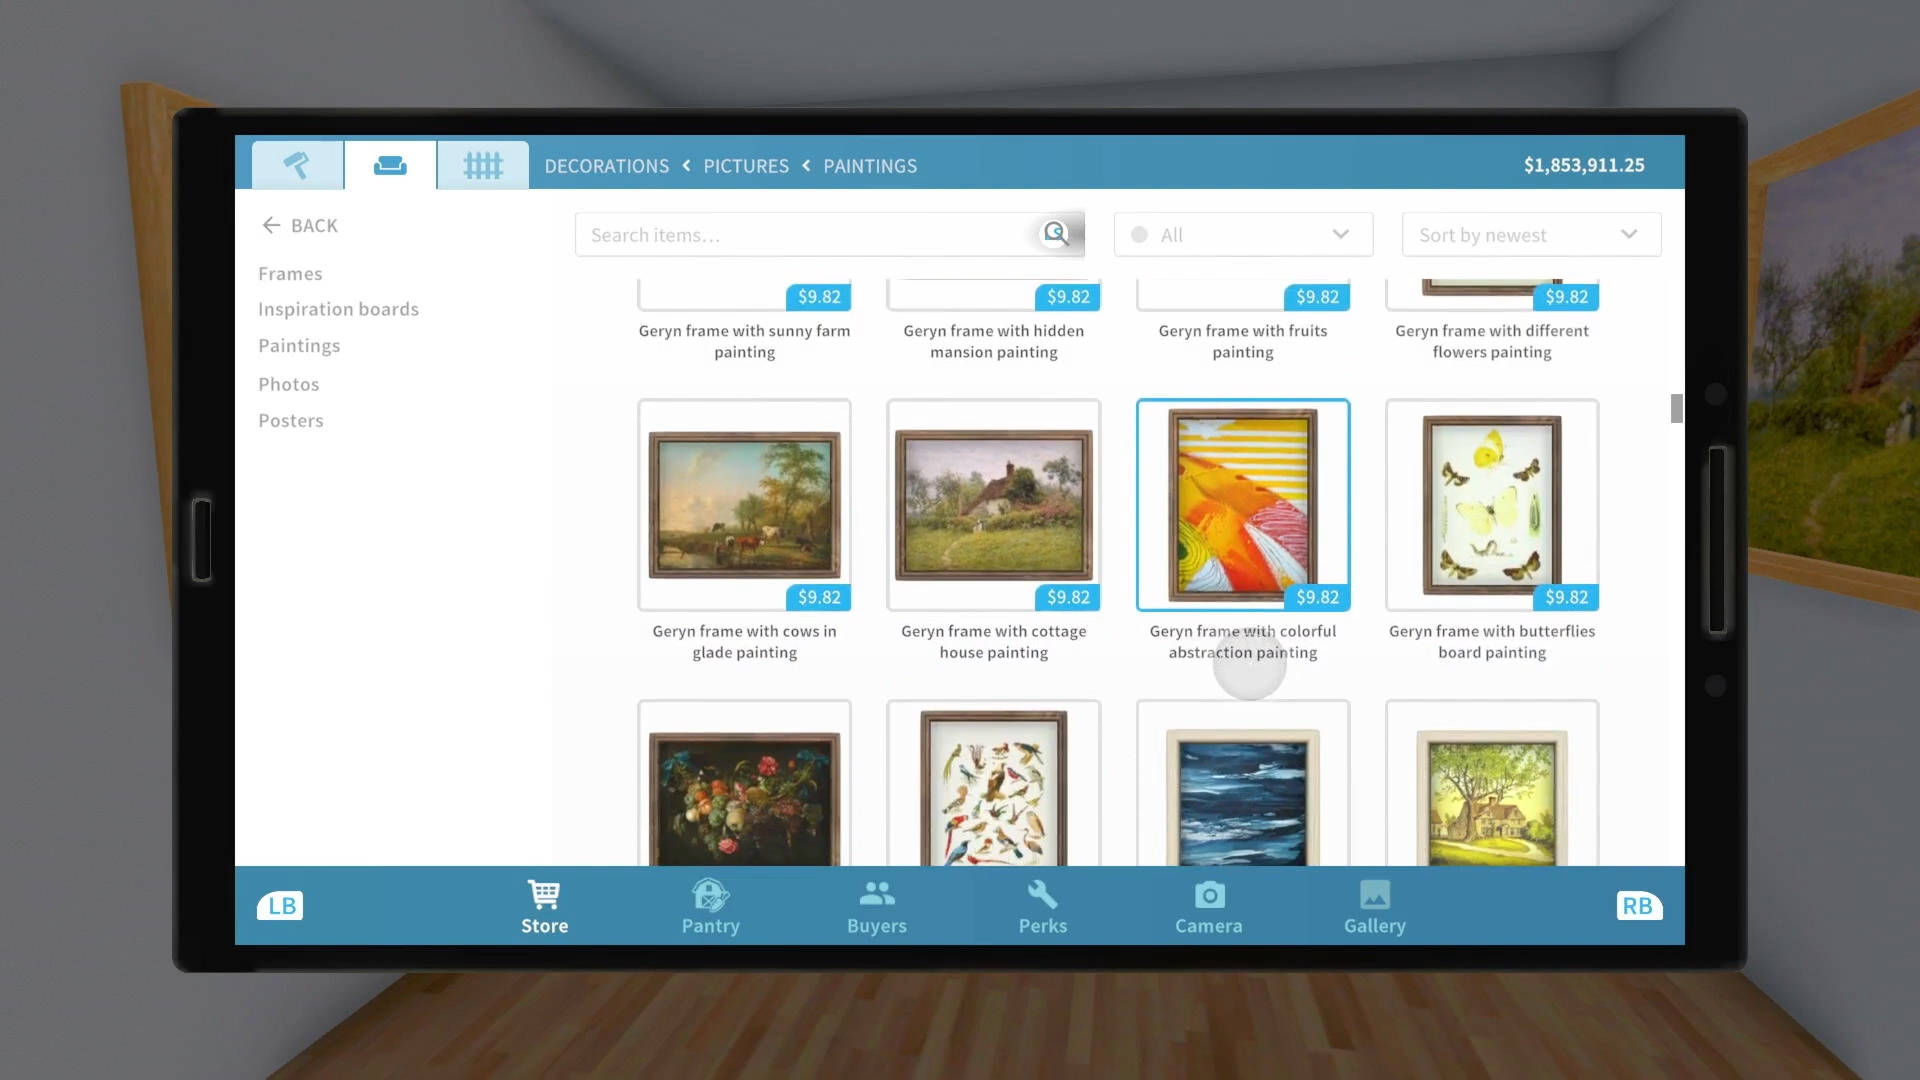 DECORATIONS < PICTURES < PAINTINGS
$1,853,911.25
BACK
Search items...
All
Sort by newest
Frames
Inspiration boards
Paintings
Photos
Posters
$9.82
$9.82
$9.82
$9.82
Geryn frame with sunny farm
painting
Geryn frame with hidden
mansion painting
Geryn frame with fruits
painting
Geryn frame with different
flowers painting
$9.82
$9.82
$9.82
$9.82
Geryn frame with cows in
glade painting
Geryn frame with cottage
house painting
Geryn frame with colorful
abstraction painting
Geryn frame with butterflies
board painting
LB
Store
Pantry
Buyers
Perks
Camera
Gallery
RB